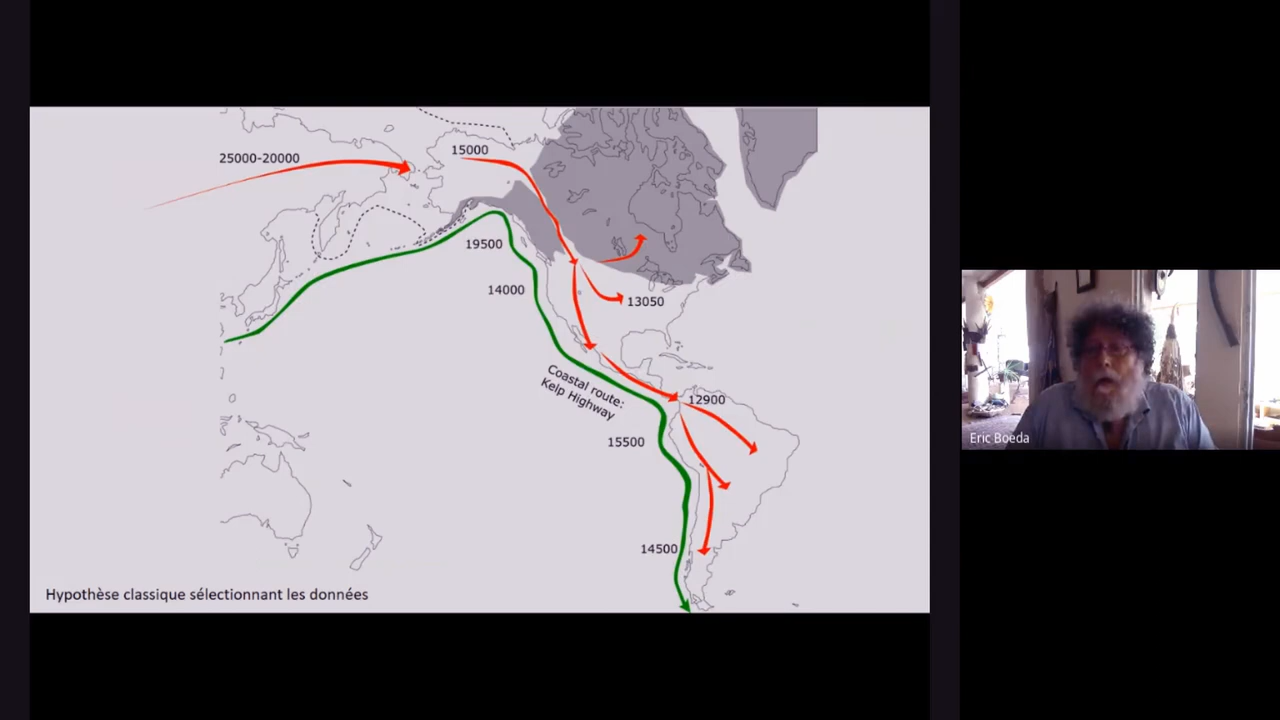 25000-20000
15000
19500
14000
13050
Coastal route:
Kelp Highway
12900
15500
14500
Hypothèse classique sélectionnant les données
Eric Boeda